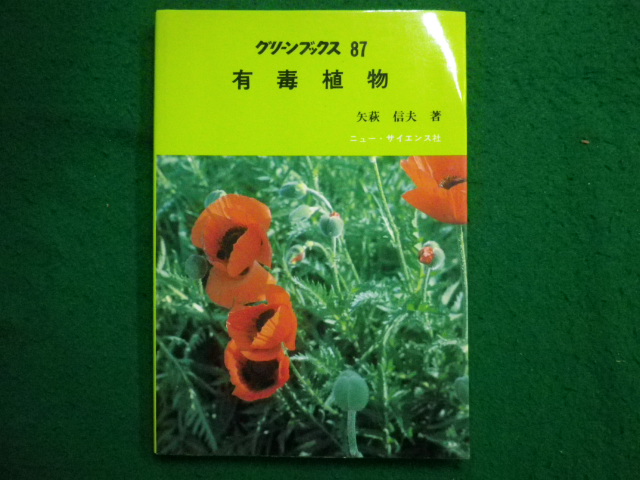 グリーンブックス 87
有毒植物
矢萩 信夫 著
ニュー・サイエンス社